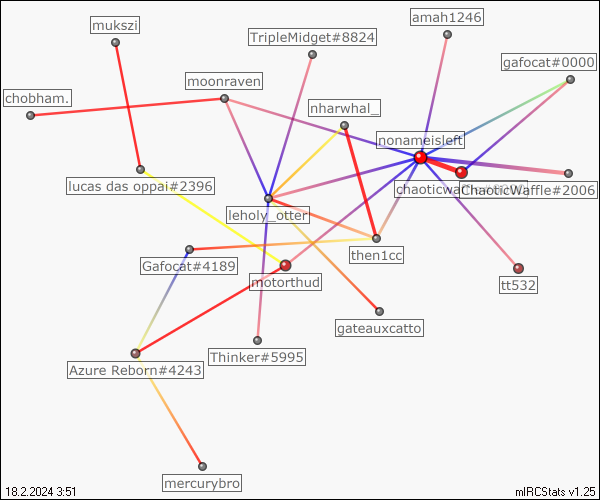 amah1246
mukszi
TripleMidget#8824
gafocat#0000
moonraven
chobham.
nharwhal_
nonameisleft
lucas das oppai#2396
ChaoticWaffle#2006
leholy_otter
then1cc
Gafocat#4189
motorthud
tt532
gateauxcatto
Thinker#5995
Azure Reborn#4243
mercurybro
18.2.2024 3:51
mIRCStats v1.25